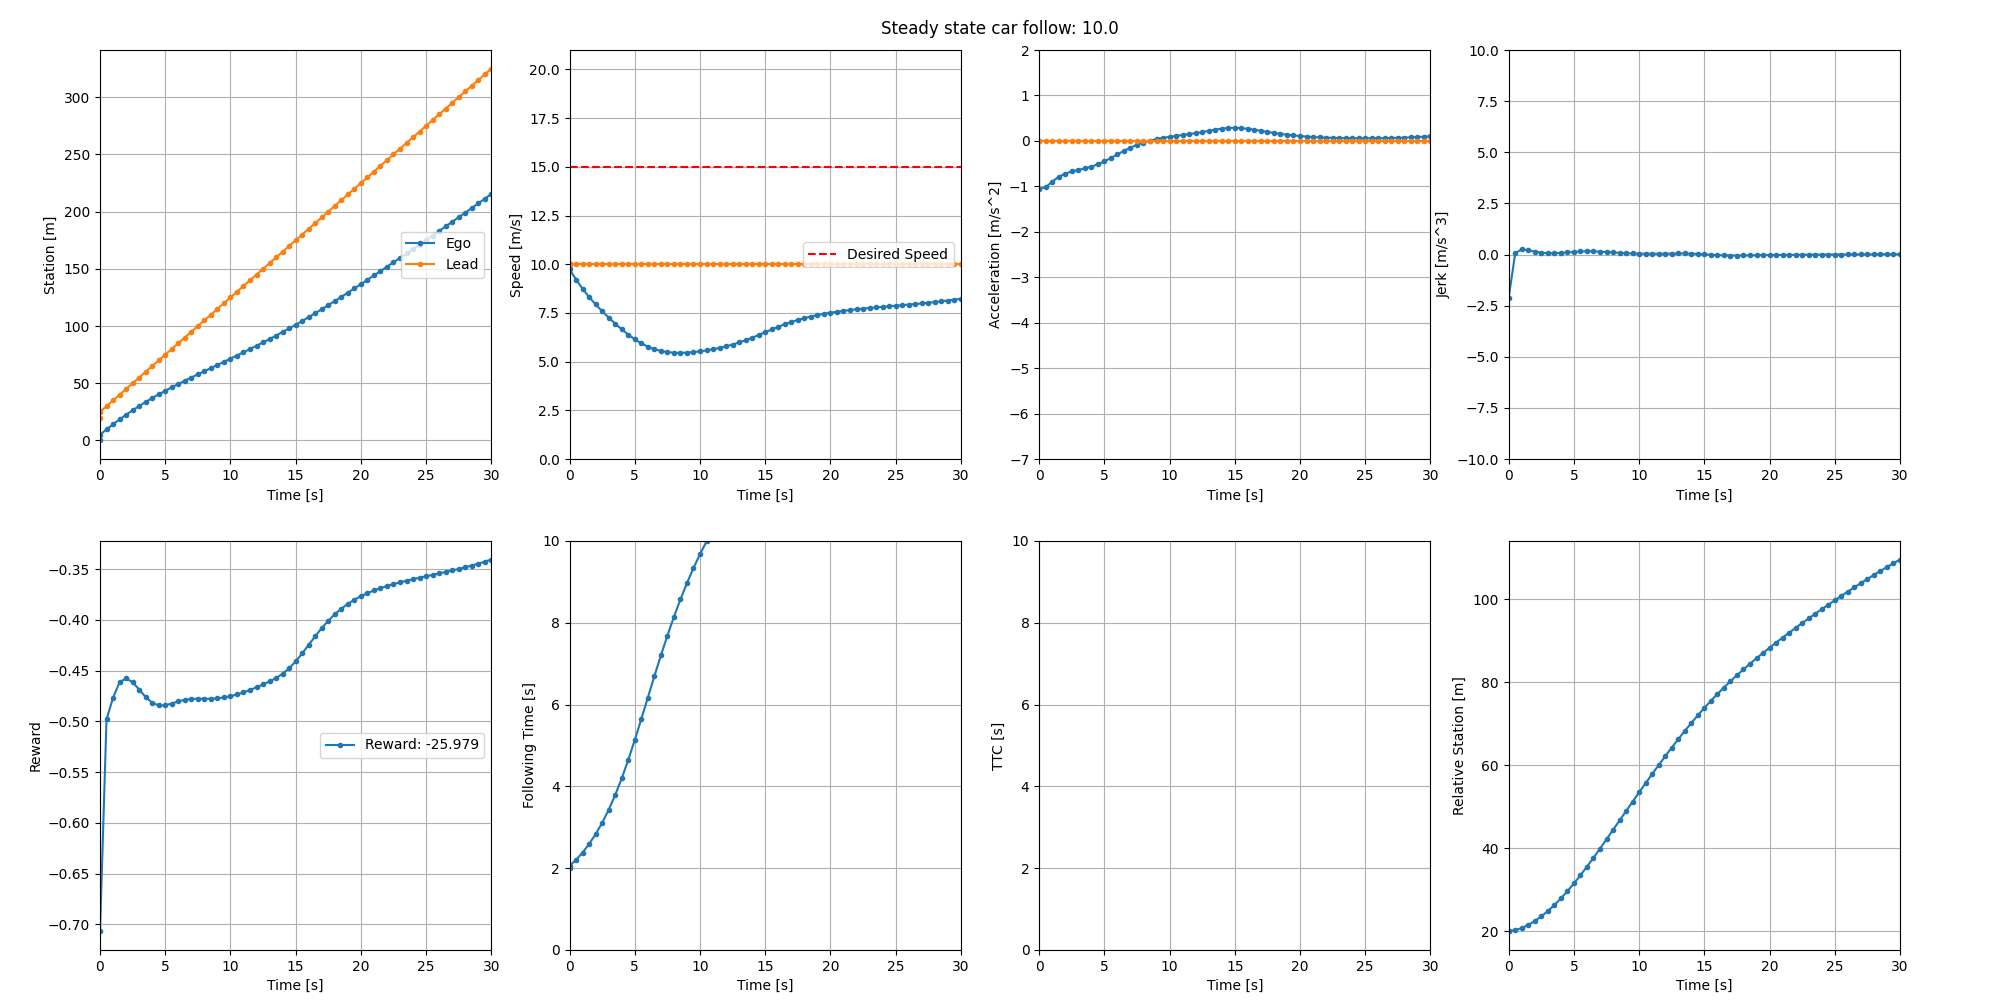 Steady state car follow: 10.0
Station [m]
300
250
200
150
100
50
0
Ego
Lead
0 5 10 15 20 25 30
Time [s]
Speed [m/s]
20.0
17.5
15.0
12.5
10.0
7.5
5.0
2.5
0.0
Desired Speed
0 5 10 15 20 25 30
Time [s]
Acceleration [m/s^2]
2
1
0
−1
−2
−3
−4
−5
−6
−7
0 5 10 15 20 25 30
Time [s]
Jerk [m/s^3]
10.0
7.5
5.0
2.5
0.0
−2.5
−5.0
−7.5
−10.0
0 5 10 15 20 25 30
Time [s]
Reward
−0.35
−0.40
−0.45
−0.50
−0.55
−0.60
−0.65
−0.70
Reward: -25.979
0 5 10 15 20 25 30
Time [s]
Following Time [s]
10
8
6
4
2
0
0 5 10 15 20 25 30
Time [s]
TTC [s]
10
8
6
4
2
0
0 5 10 15 20 25 30
Time [s]
Relative Station [m]
100
80
60
40
20
0 5 10 15 20 25 30
Time [s]